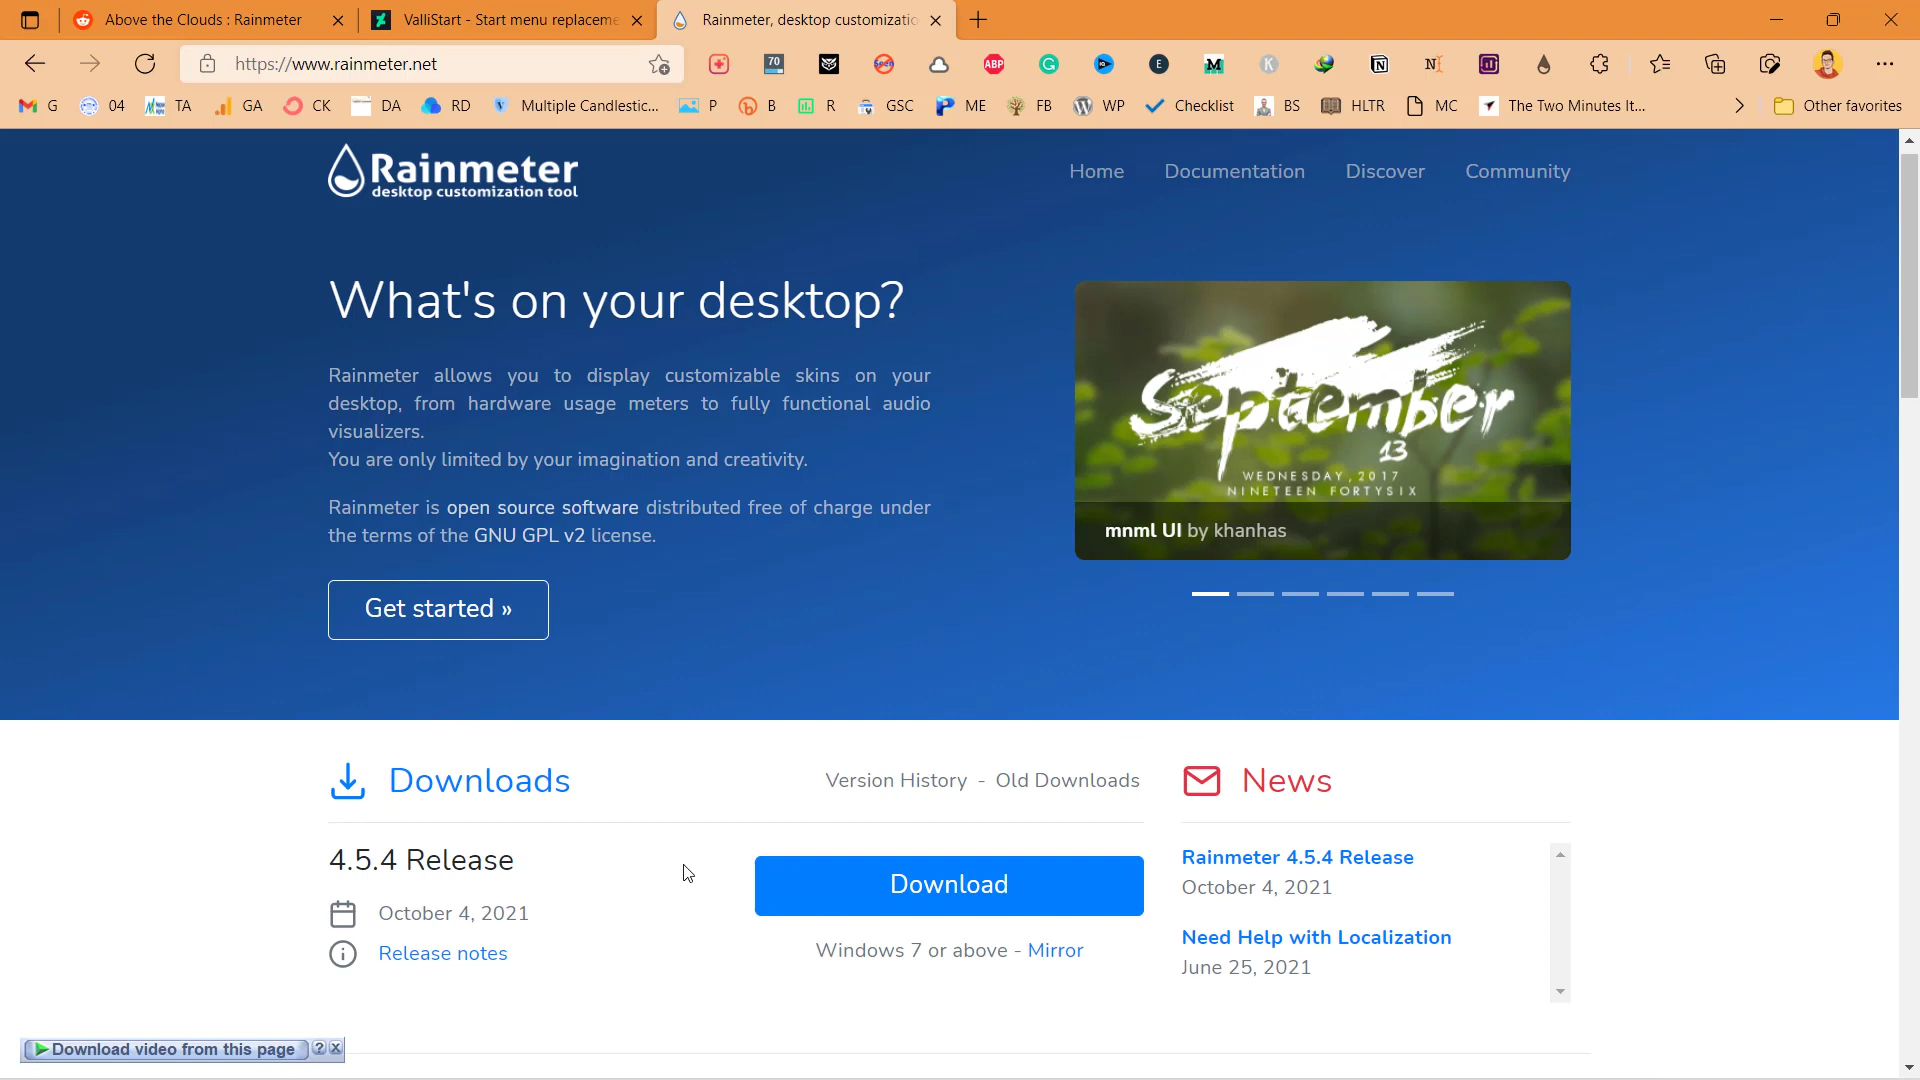 Above the Clouds : Rainmeter
ValliStart - Start menu replaceme
Rainmeter, desktop customizatio
https://www.rainmeter.net
70
ABP
G
E
M
K
N
G
04
TA
GA
CK
DA
RD
Multiple Candlestic...
P
B
R
GSC
ME
FB
WP
Checklist
BS
HLTR
MC
The Two Minutes It...
Other favorites
Rainmeter
desktop customization tool
Home
Documentation
Discover
Community
What's on your desktop?
Rainmeter allows you to display customizable skins on your
desktop, from hardware usage meters to fully functional audio
visualizers.
You are only limited by your imagination and creativity.
Rainmeter is open source software distributed free of charge under
the terms of the GNU GPL v2 license.
Get started »
September
13
WEDNESDAY, 2017
NINETEEN FORTYSIX
mnml UI by khanhas
Downloads
Version History - Old Downloads
News
4.5.4 Release
October 4, 2021
Release notes
Download
Windows 7 or above - Mirror
Rainmeter 4.5.4 Release
October 4, 2021
Need Help with Localization
June 25, 2021
Download video from this page
?